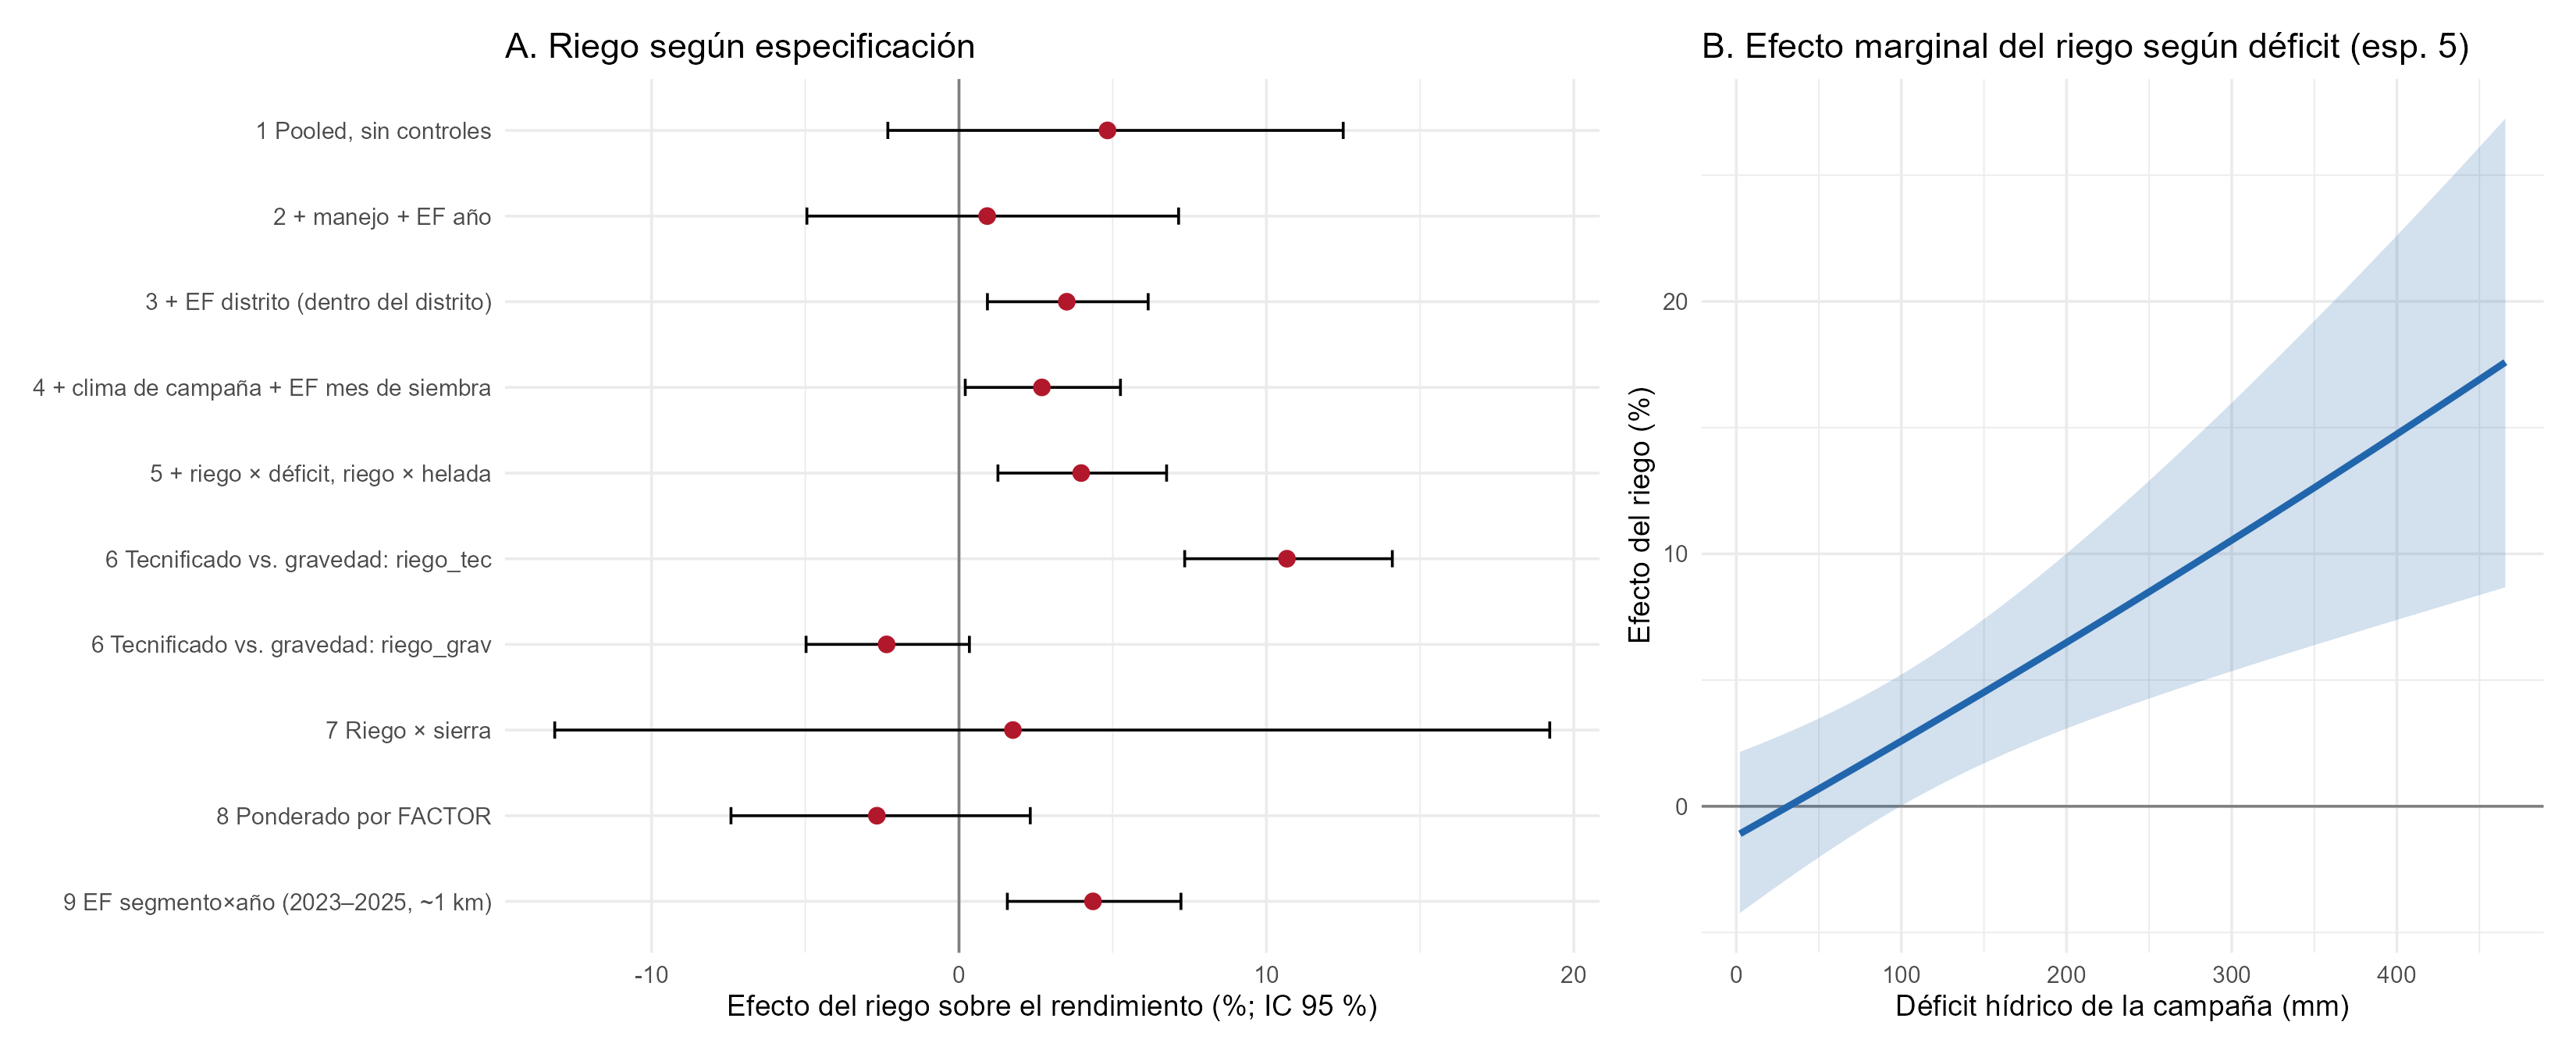 A. Riego según especificación
1 Pooled, sin controles
2 + manejo + EF año
3 + EF distrito (dentro del distrito)
4 + clima de campaña + EF mes de siembra
5 + riego × déficit, riego × helada
6 Tecnificado vs. gravedad: riego_tec
6 Tecnificado vs. gravedad: riego_grav
7 Riego × sierra
8 Ponderado por FACTOR
9 EF segmento×año (2023–2025, ~1 km)
-10 0 10 20
Efecto del riego sobre el rendimiento (%; IC 95 %)
B. Efecto marginal del riego según déficit (esp. 5)
Efecto del riego (%)
20
10
0
0 100 200 300 400
Déficit hídrico de la campaña (mm)